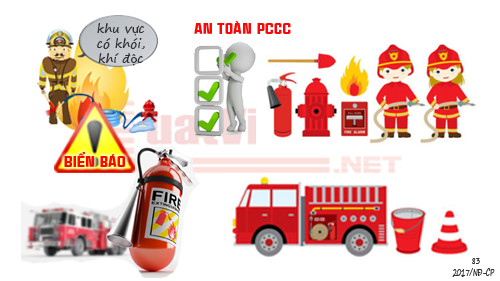 khu vực
có khói,
khí độc
AN TOÀN PCCC
FIRE ALARM
BIỂN BÁO
.NET
FIRE
EXTINGUISHER
83
2017/NĐ-CP